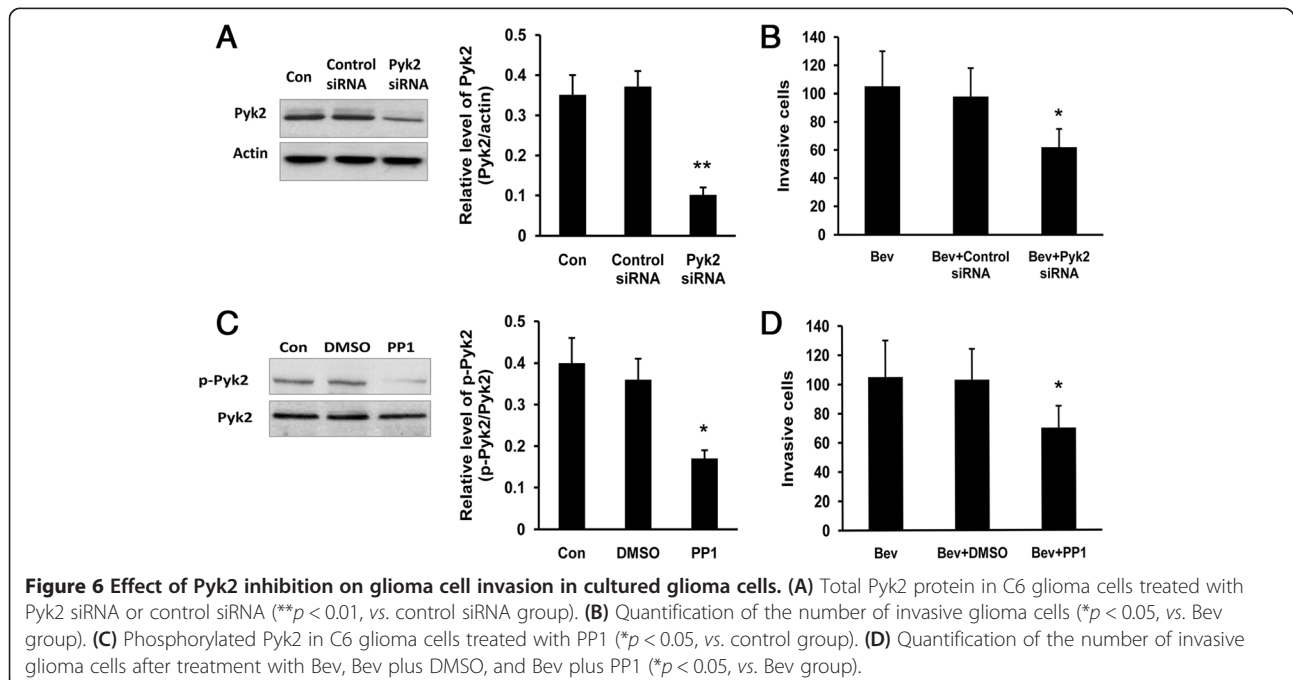 A
Con
Control
siRNA
Pyk2
siRNA
Pyk2
Actin
Relative level of Pyk2
(Pyk2/actin)
0.5
0.4
0.3
0.2
0.1
0
**
Con
Control
siRNA
Pyk2
siRNA
B
Invasive cells
140
120
100
80
60
40
20
0
*
Bev
Bev+Control
siRNA
Bev+Pyk2
siRNA
C
Con DMSO PP1
p-Pyk2
Pyk2
Relative level of p-Pyk2
(p-Pyk2/Pyk2)
0.5
0.4
0.3
0.2
0.1
0
*
Con DMSO PP1
D
Invasive cells
140
120
100
80
60
40
20
0
*
Bev Bev+DMSO Bev+PP1
Figure 6 Effect of Pyk2 inhibition on glioma cell invasion in cultured glioma cells. (A) Total Pyk2 protein in C6 glioma cells treated with
Pyk2 siRNA or control siRNA (**p < 0.01, vs. control siRNA group). (B) Quantification of the number of invasive glioma cells (*p < 0.05, vs. Bev
group). (C) Phosphorylated Pyk2 in C6 glioma cells treated with PP1 (*p < 0.05, vs. control group). (D) Quantification of the number of invasive
glioma cells after treatment with Bev, Bev plus DMSO, and Bev plus PP1 (*p < 0.05, vs. Bev group).